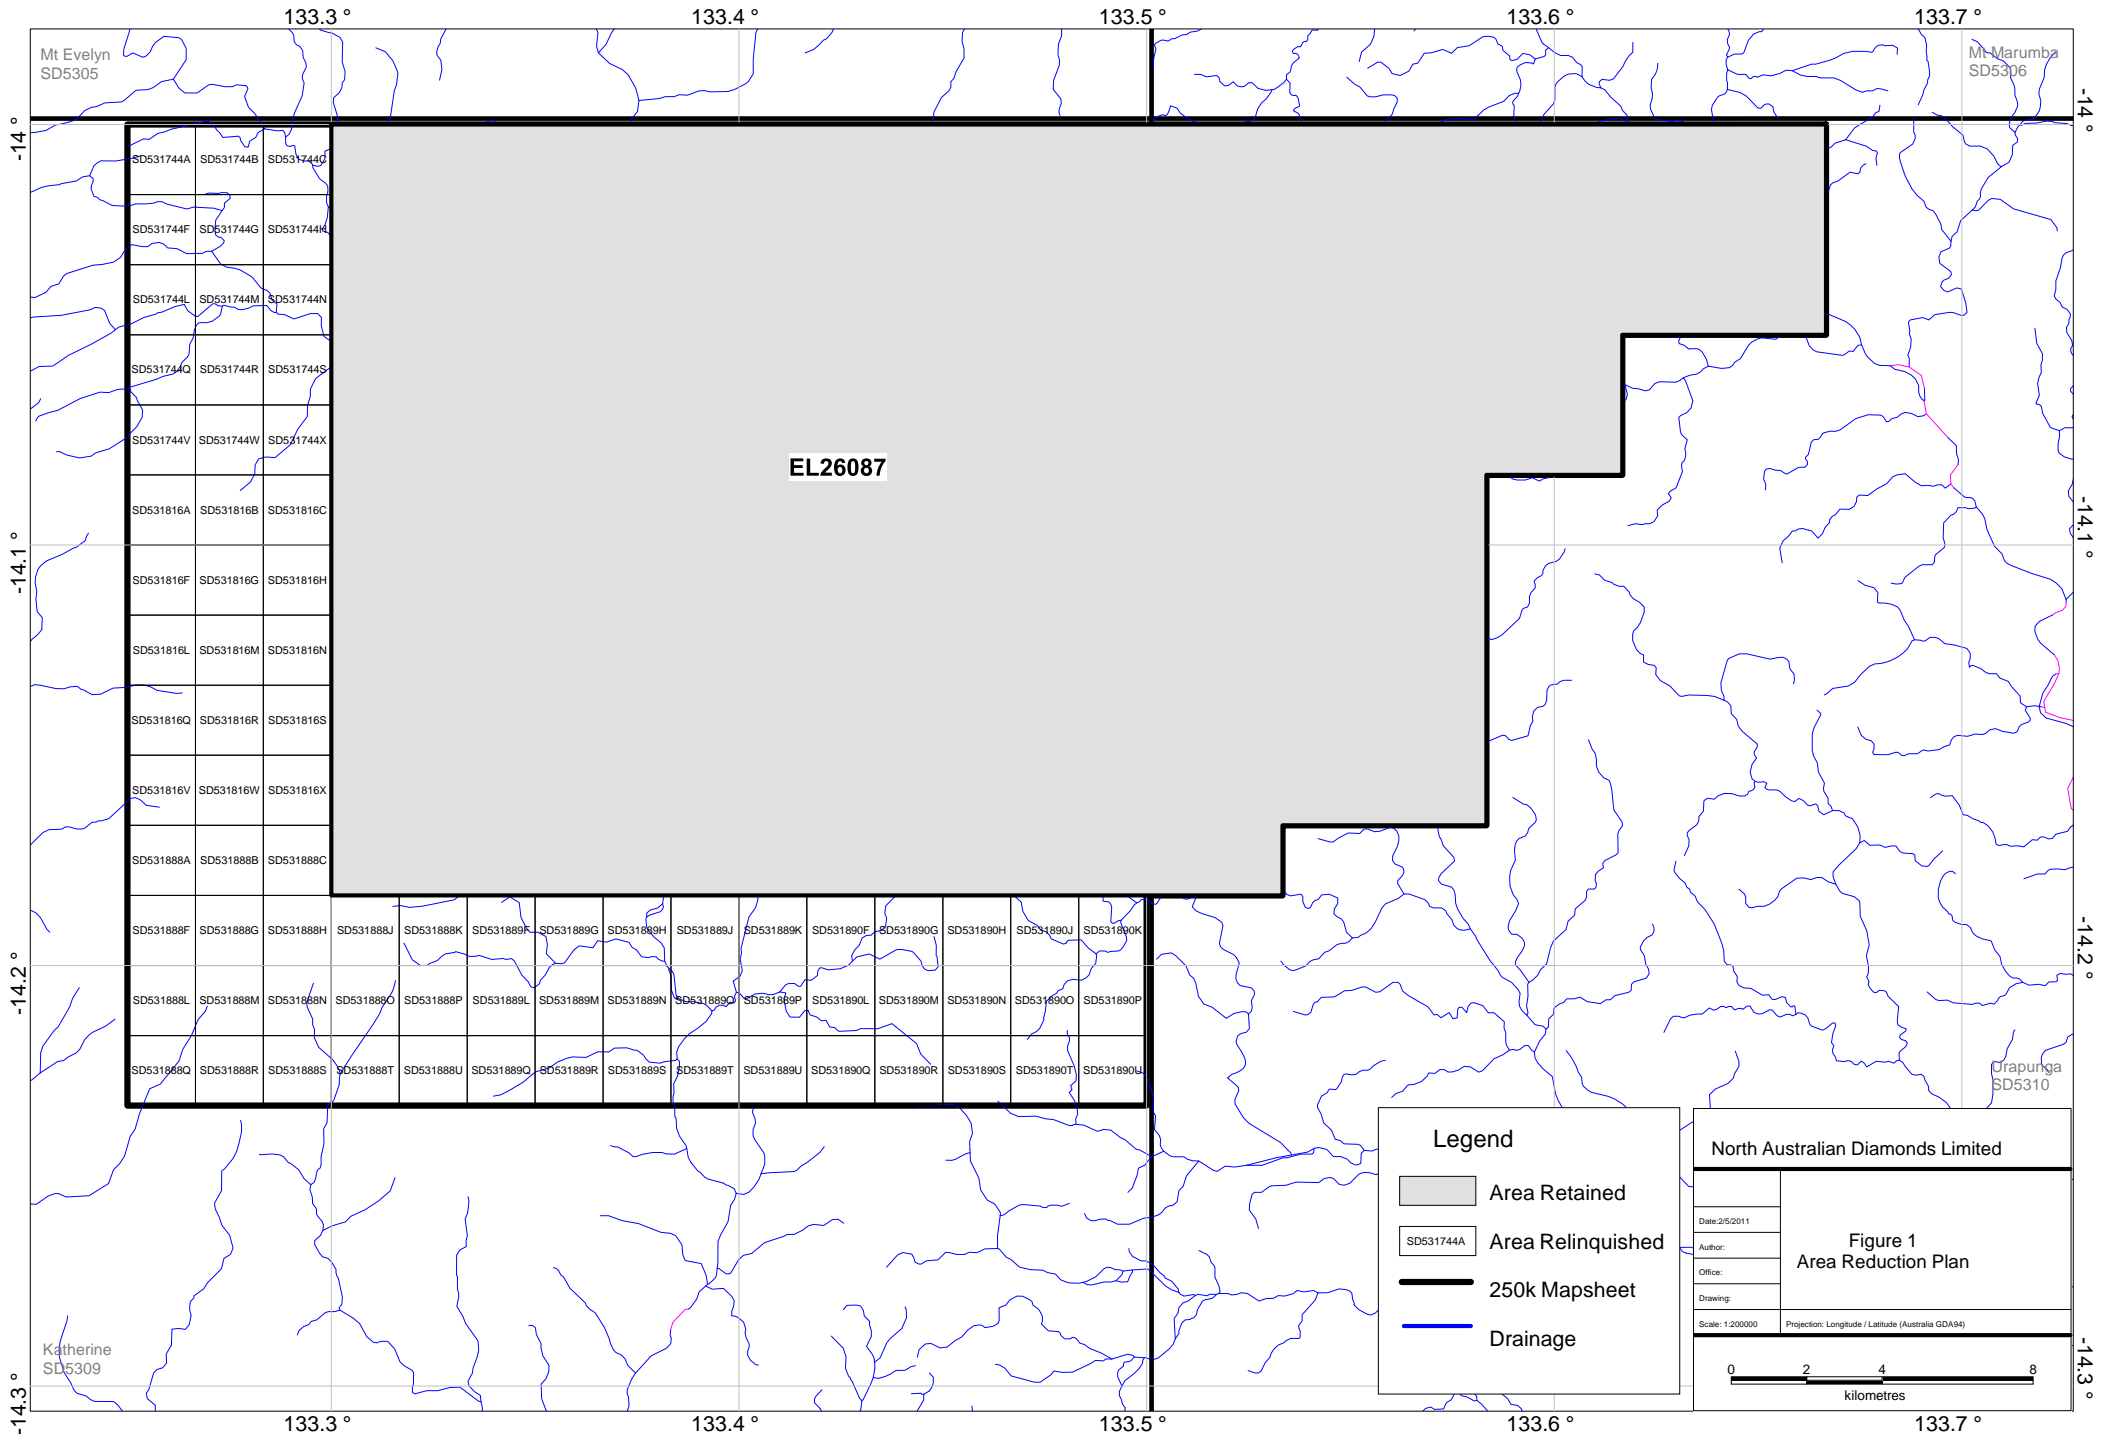 133.3 °
133.4 °
133.5 °
133.6 °
133.7 °
Mt Evelyn
SD5305
Mt Marumba
SD5306
-14 °
-14 °
SD531744A SD531744B SD531744C
SD531744F SD531744G SD531744H
SD531744L SD531744M SD531744N
SD531744Q SD531744R SD531744S
SD531744V SD531744W SD531744X
EL26087
SD531816A SD531816B SD531816C
-14.1 °
-14.1 °
SD531816F SD531816G SD531816H
SD531816L SD531816M SD531816N
SD531816Q SD531816R SD531816S
SD531816V SD531816W SD531816X
SD531888A SD531888B SD531888C
SD531888F SD531888G SD531888H SD531888J SD531888K SD531889F SD531889G SD531889H SD531889J SD531889K SD531890F SD531890G SD531890H SD531890J SD531890K
-14.2 °
-14.2 °
SD531888L SD531888M SD531888N SD531888O SD531888P SD531889L SD531889M SD531889N SD531889O SD531889P SD531890L SD531890M SD531890N SD531890O SD531890P
SD531888Q SD531888R SD531888S SD531888T SD531888U SD531889Q SD531889R SD531889S SD531889T SD531889U SD531890Q SD531890R SD531890S SD531890T SD531890U
Urapunga
SD5310
Legend
Area Retained
SD531744A Area Relinquished
250k Mapsheet
Drainage
North Australian Diamonds Limited
Date:2/5/2011
Author:
Office:
Drawing:
Figure 1
Area Reduction Plan
Scale: 1:200000
Projection: Longitude / Latitude (Australia GDA94)
0 2 4 8
kilometres
Katherine
SD5309
-14.3 °
-14.3 °
133.3 °
133.4 °
133.5 °
133.6 °
133.7 °